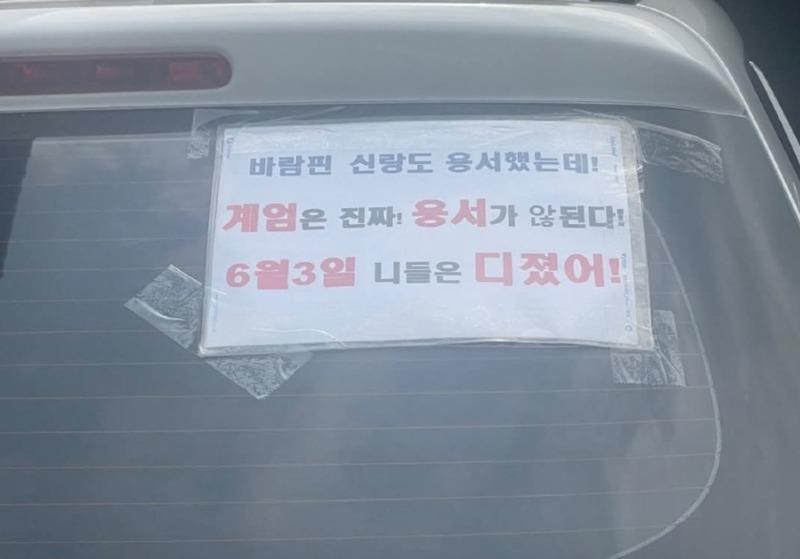 바람핀 신랑도 용서했는데!
계엄은 진짜! 용서가 않된다!
6월3일 니들은 디졌어!